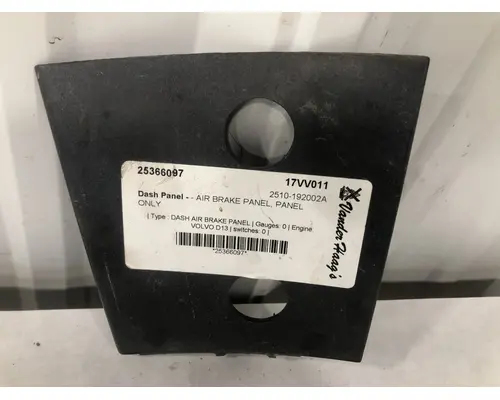 25366097 17VV011
Dash Panel - - AIR BRAKE PANEL, PANEL 2510-192002A
ONLY
| Type : DASH AIR BRAKE PANEL | Gauges: 0 | Engine
VOLVO D13 | switches: 0 |
*25366097*
Vander Haag's